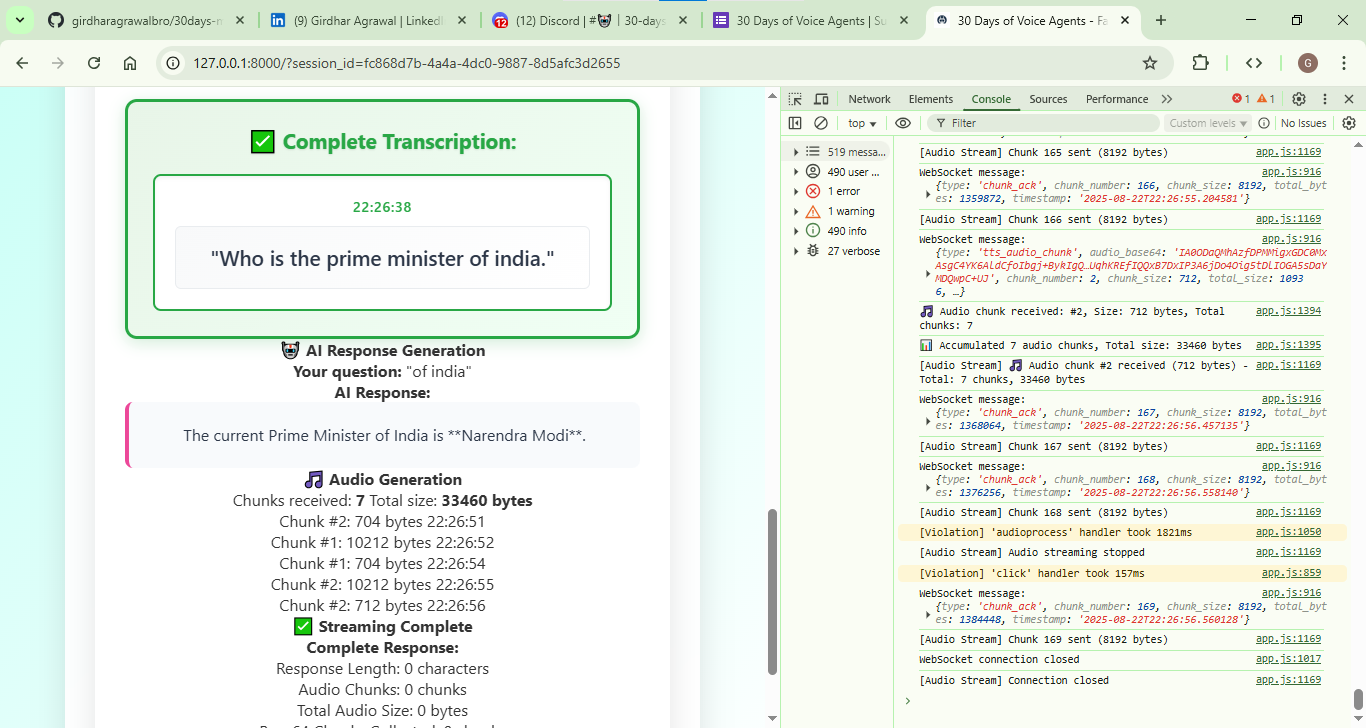 girdharagrawalbro/30days-
(9) Girdhar Agrawal | LinkedI
(12) Discord | #🤖 | 30-days
30 Days of Voice Agents | Su
30 Days of Voice Agents - Fa
127.0.0.1:8000/?session_id=fc868d7b-4a4a-4dc0-9887-8d5afc3d2655
G
✅ Complete Transcription:
22:26:38
"Who is the prime minister of india."
🤖 AI Response Generation
Your question: "of india"
AI Response:
The current Prime Minister of India is **Narendra Modi**.
🎵 Audio Generation
Chunks received: 7 Total size: 33460 bytes
Chunk #2: 704 bytes 22:26:51
Chunk #1: 10212 bytes 22:26:52
Chunk #1: 704 bytes 22:26:54
Chunk #2: 10212 bytes 22:26:55
Chunk #2: 712 bytes 22:26:56
✅ Streaming Complete
Complete Response:
Response Length: 0 characters
Audio Chunks: 0 chunks
Total Audio Size: 0 bytes
Network Elements Console Sources Performance 1 1
top Filter Custom levels No Issues
519 messa...
490 user ...
1 error
1 warning
490 info
27 verbose
[Audio Stream] Chunk 165 sent (8192 bytes) app.js:1169
WebSocket message: app.js:916
{type: 'chunk_ack', chunk_number: 166, chunk_size: 8192, total_byt
es: 1359872, timestamp: '2025-08-22T22:26:55.204581'}
[Audio Stream] Chunk 166 sent (8192 bytes) app.js:1169
WebSocket message: app.js:916
{type: 'tts_audio_chunk', audio_base64:
chunk_number: 2, chunk_size: 712, total_size: 1093
6, …}
🎵 Audio chunk received: #2, Size: 712 bytes, Total app.js:1394
chunks: 7
📊 Accumulated 7 audio chunks, Total size: 33460 bytes app.js:1395
[Audio Stream] 🎵 Audio chunk #2 received (712 bytes) - app.js:1169
Total: 7 chunks, 33460 bytes
WebSocket message: app.js:916
{type: 'chunk_ack', chunk_number: 167, chunk_size: 8192, total_byt
es: 1368064, timestamp: '2025-08-22T22:26:56.457135'}
[Audio Stream] Chunk 167 sent (8192 bytes) app.js:1169
WebSocket message: app.js:916
{type: 'chunk_ack', chunk_number: 168, chunk_size: 8192, total_byt
es: 1376256, timestamp: '2025-08-22T22:26:56.558140'}
[Audio Stream] Chunk 168 sent (8192 bytes) app.js:1169
[Violation] 'audioprocess' handler took 1821ms app.js:1050
[Audio Stream] Audio streaming stopped app.js:1169
[Violation] 'click' handler took 157ms app.js:859
WebSocket message: app.js:916
{type: 'chunk_ack', chunk_number: 169, chunk_size: 8192, total_byt
es: 1384448, timestamp: '2025-08-22T22:26:56.560128'}
[Audio Stream] Chunk 169 sent (8192 bytes) app.js:1169
WebSocket connection closed app.js:1017
[Audio Stream] Connection closed app.js:1169